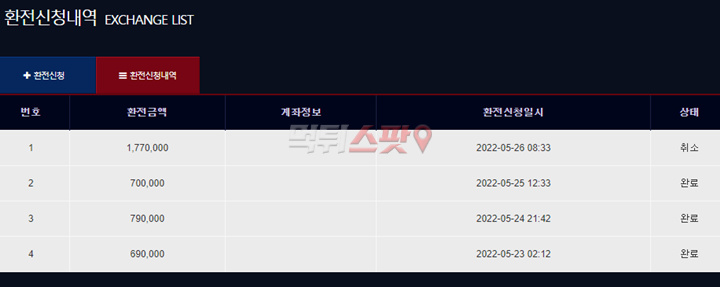 환전신청내역 EXCHANGE LIST
+ 환전신청 ≡ 환전신청내역
번호 환전금액 계좌정보 환전신청일시 상태
먹튀스팟
1 1,770,000 2022-05-26 08:33 취소
2 700,000 2022-05-25 12:33 완료
3 790,000 2022-05-24 21:42 완료
4 690,000 2022-05-23 02:12 완료